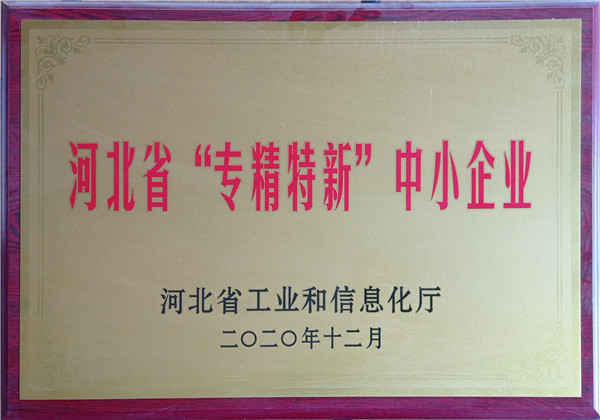 河北省“专精特新”中小企业
河北省工业和信息化厅
二〇二〇年十二月